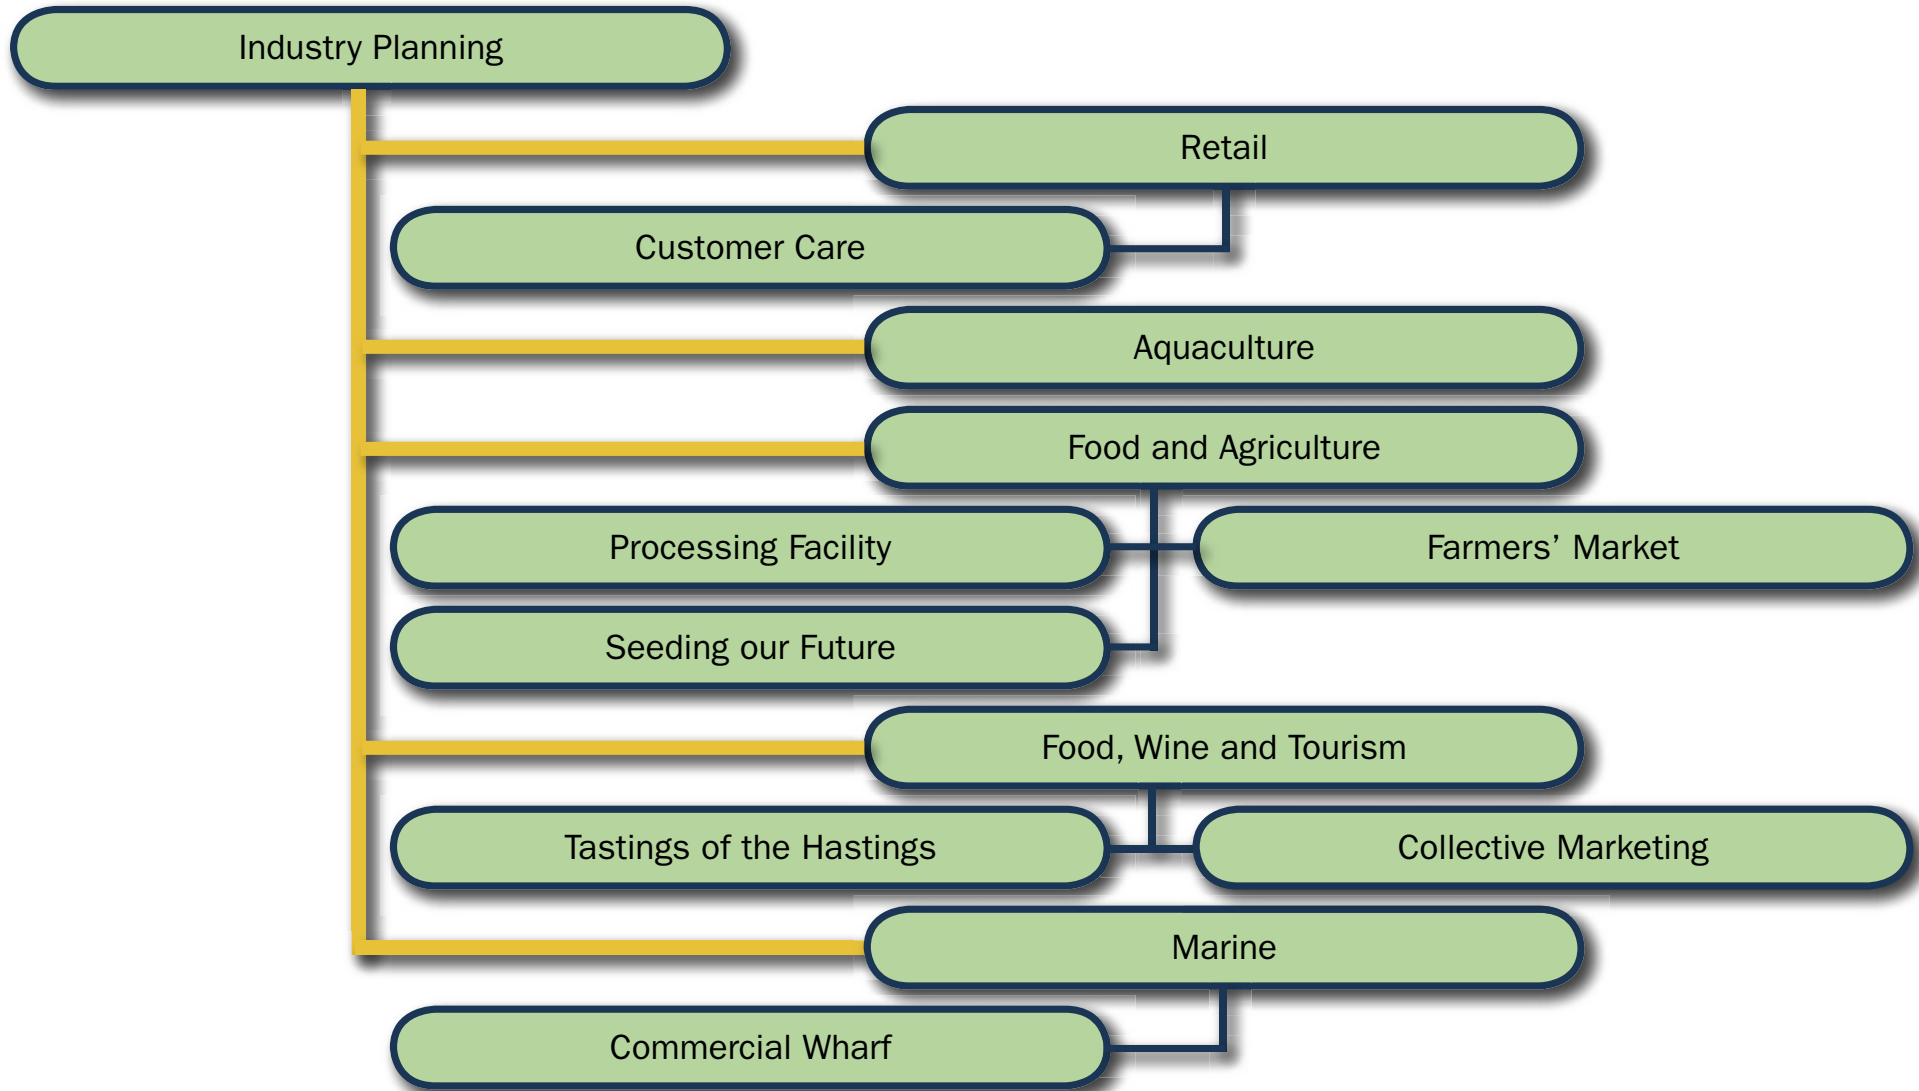 Industry Planning
Retail
Customer Care
Aquaculture
Food and Agriculture
Processing Facility
Farmers’ Market
Seeding our Future
Food, Wine and Tourism
Tastings of the Hastings
Collective Marketing
Marine
Commercial Wharf